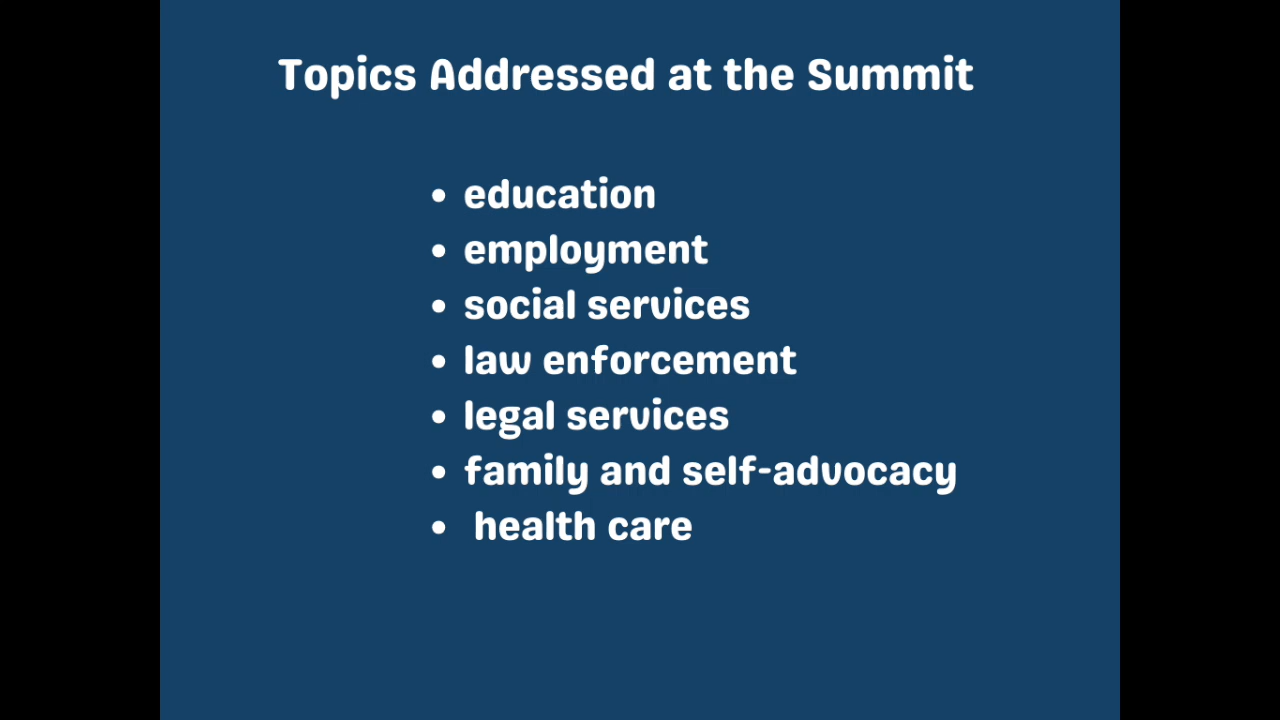 Topics Addressed at the Summit
• education
• employment
• social services
• law enforcement
• legal services
• family and self-advocacy
• health care